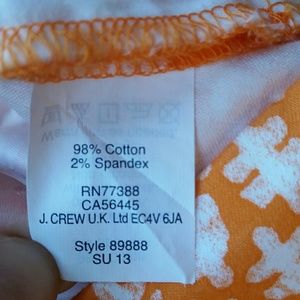 98% Cotton
2% Spandex
RN77388
CA56445
J. CREW U.K. Ltd EC4V 6JA
Style 89888
SU 13